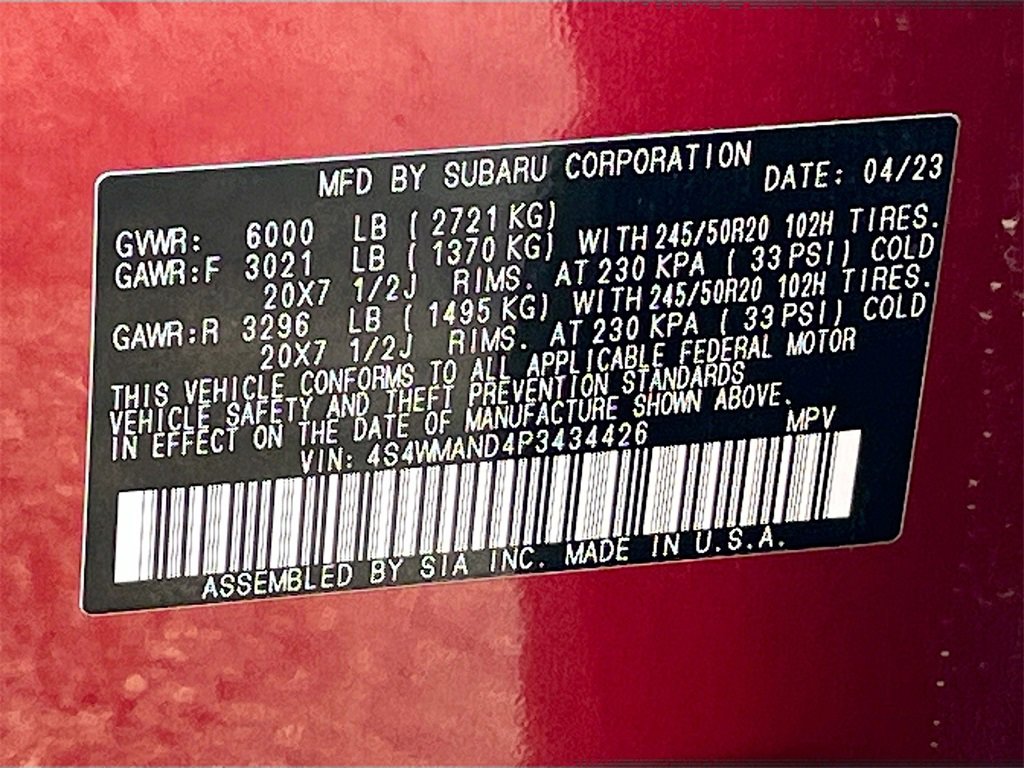 MFD BY SUBARU CORPORATION DATE: 04/23
GVWR: 6000 LB ( 2721 KG)
GAWR:F 3021 LB ( 1370 KG) WITH 245/50R20 102H TIRES.
20X7 1/2J RIMS. AT 230 KPA ( 33 PSI) COLD
GAWR:R 3296 LB ( 1495 KG) WITH 245/50R20 102H TIRES.
20X7 1/2J RIMS. AT 230 KPA ( 33 PSI) COLD
THIS VEHICLE CONFORMS TO ALL APPLICABLE FEDERAL MOTOR
VEHICLE SAFETY AND THEFT PREVENTION STANDARDS
IN EFFECT ON THE DATE OF MANUFACTURE SHOWN ABOVE.
VIN: 4S4WMAND4P3434426 MPV
ASSEMBLED BY SIA INC. MADE IN U.S.A.